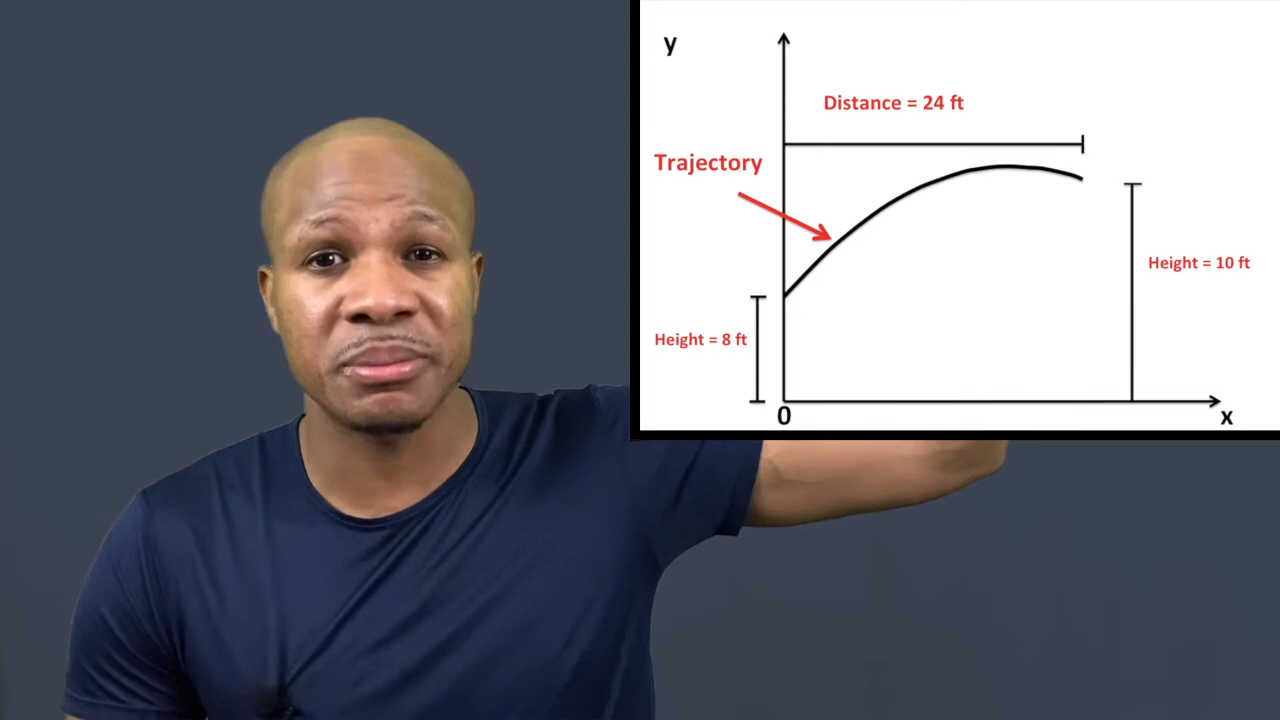 y
Distance = 24 ft
Trajectory
Height = 10 ft
Height = 8 ft
0
x